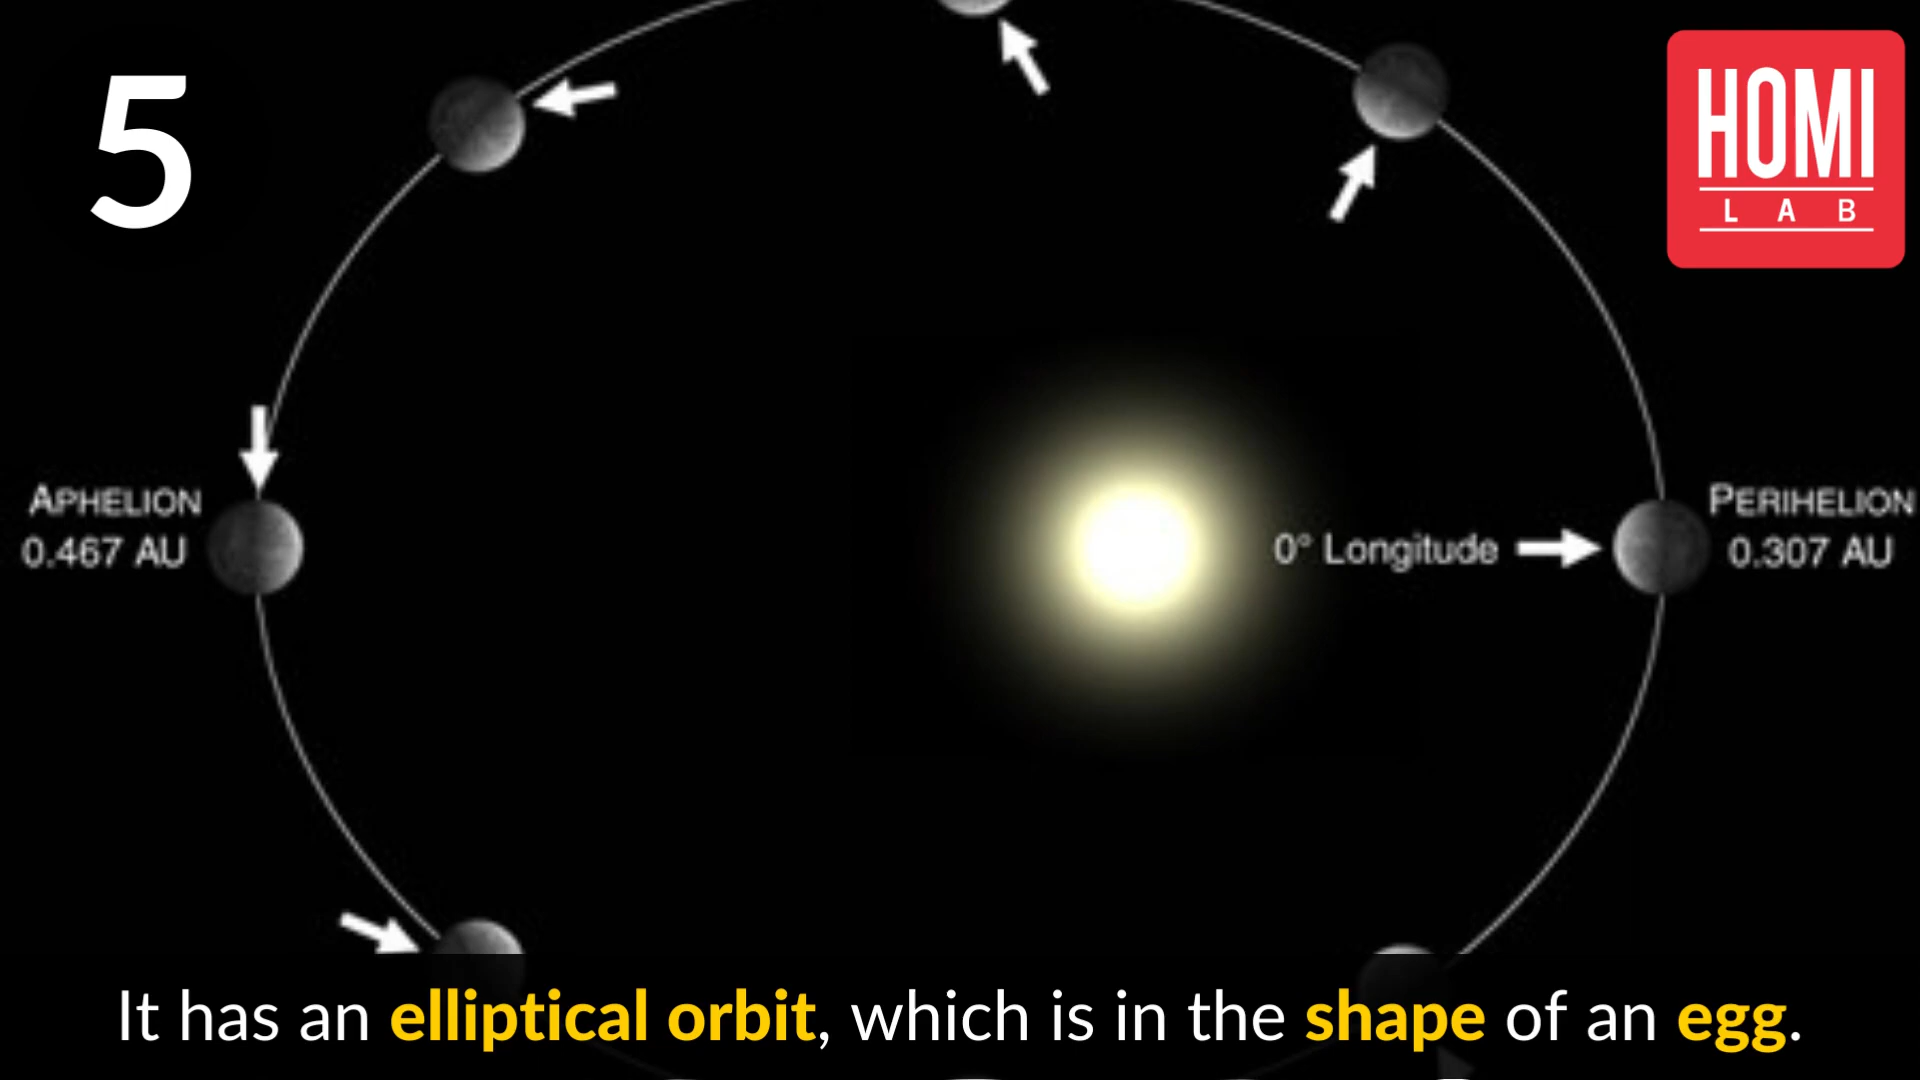 5
HOMI
LAB
APHELION
0.467 AU
0° Longitude
PERIHELION
0.307 AU
It has an elliptical orbit, which is in the shape of an egg.